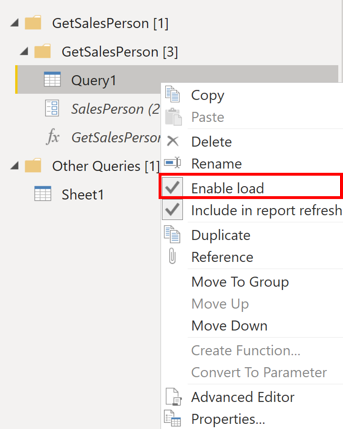 GetSalesPerson [1]
GetSalesPerson [3]
Query1
SalesPerson (2
GetSalesPerson
Other Queries [1]
Sheet1
Copy
Paste
Delete
Rename
Enable load
Include in report refresh
Duplicate
Reference
Move To Group
Move Up
Move Down
Create Function...
Convert To Parameter
Advanced Editor
Properties...